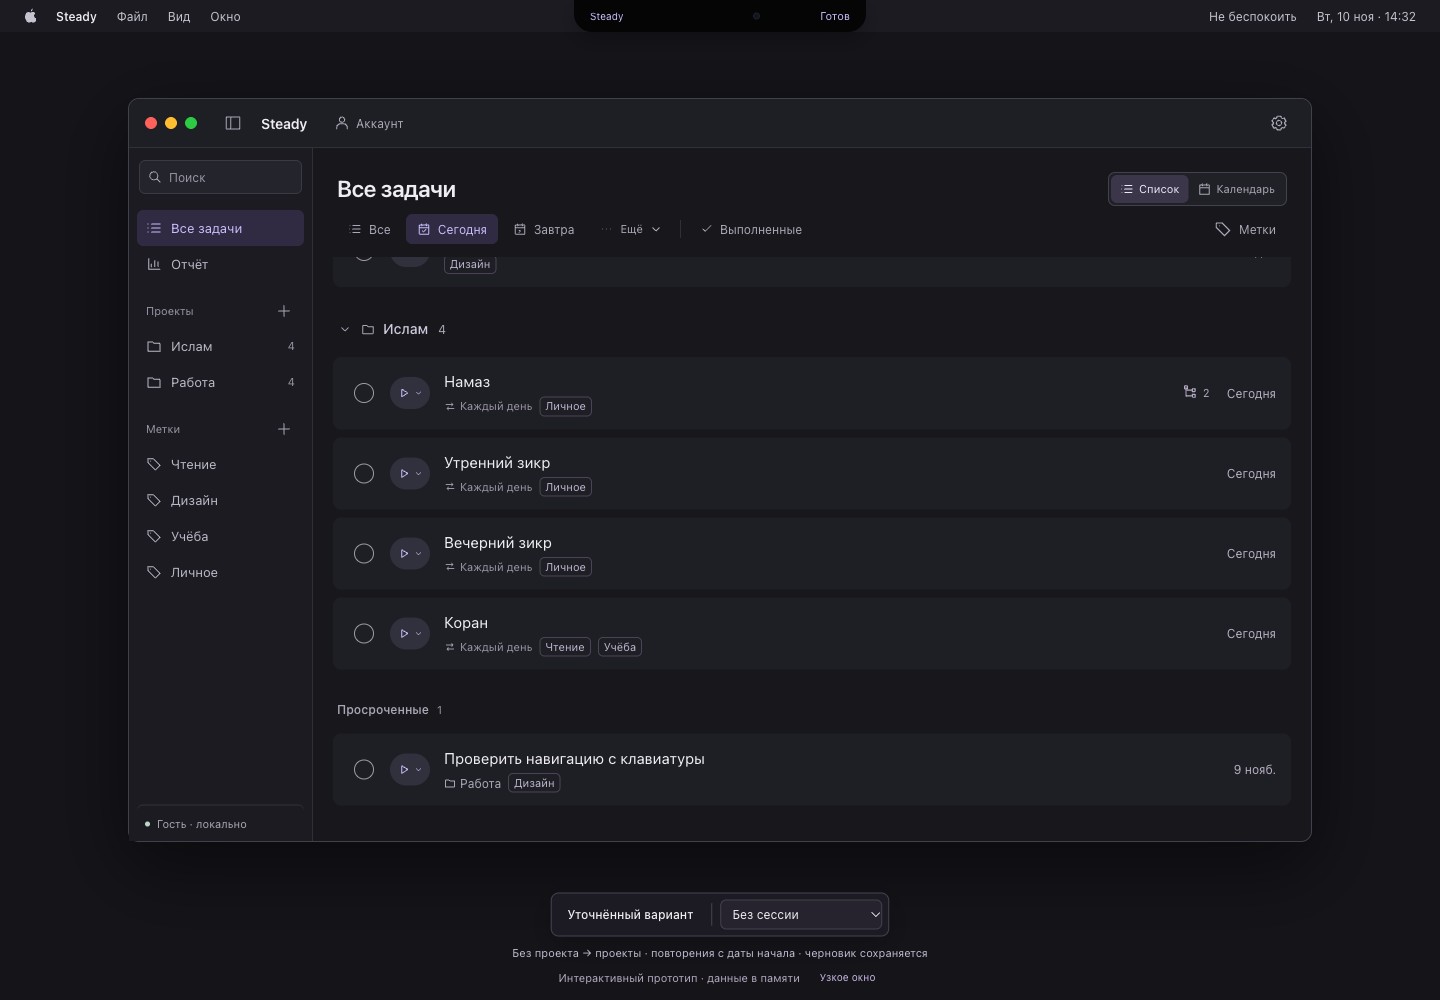 Steady Файл Вид Окно Steady Готов Не беспокоить Вт, 10 ноя · 14:32
Steady Аккаунт
Поиск
Все задачи
Отчёт
Проекты
Ислам 4
Работа 4
Метки
Чтение
Дизайн
Учёба
Личное
Гость · локально
Все задачи Список Календарь
Все Сегодня Завтра ··· Ещё Выполненные Метки
Дизайн
Ислам 4
Намаз
Каждый день Личное 2 Сегодня
Утренний зикр
Каждый день Личное Сегодня
Вечерний зикр
Каждый день Личное Сегодня
Коран
Каждый день Чтение Учёба Сегодня
Просроченные 1
Проверить навигацию с клавиатуры
Работа Дизайн 9 нояб.
Уточнённый вариант Без сессии
Без проекта → проекты · повторения с даты начала · черновик сохраняется
Интерактивный прототип · данные в памяти Узкое окно